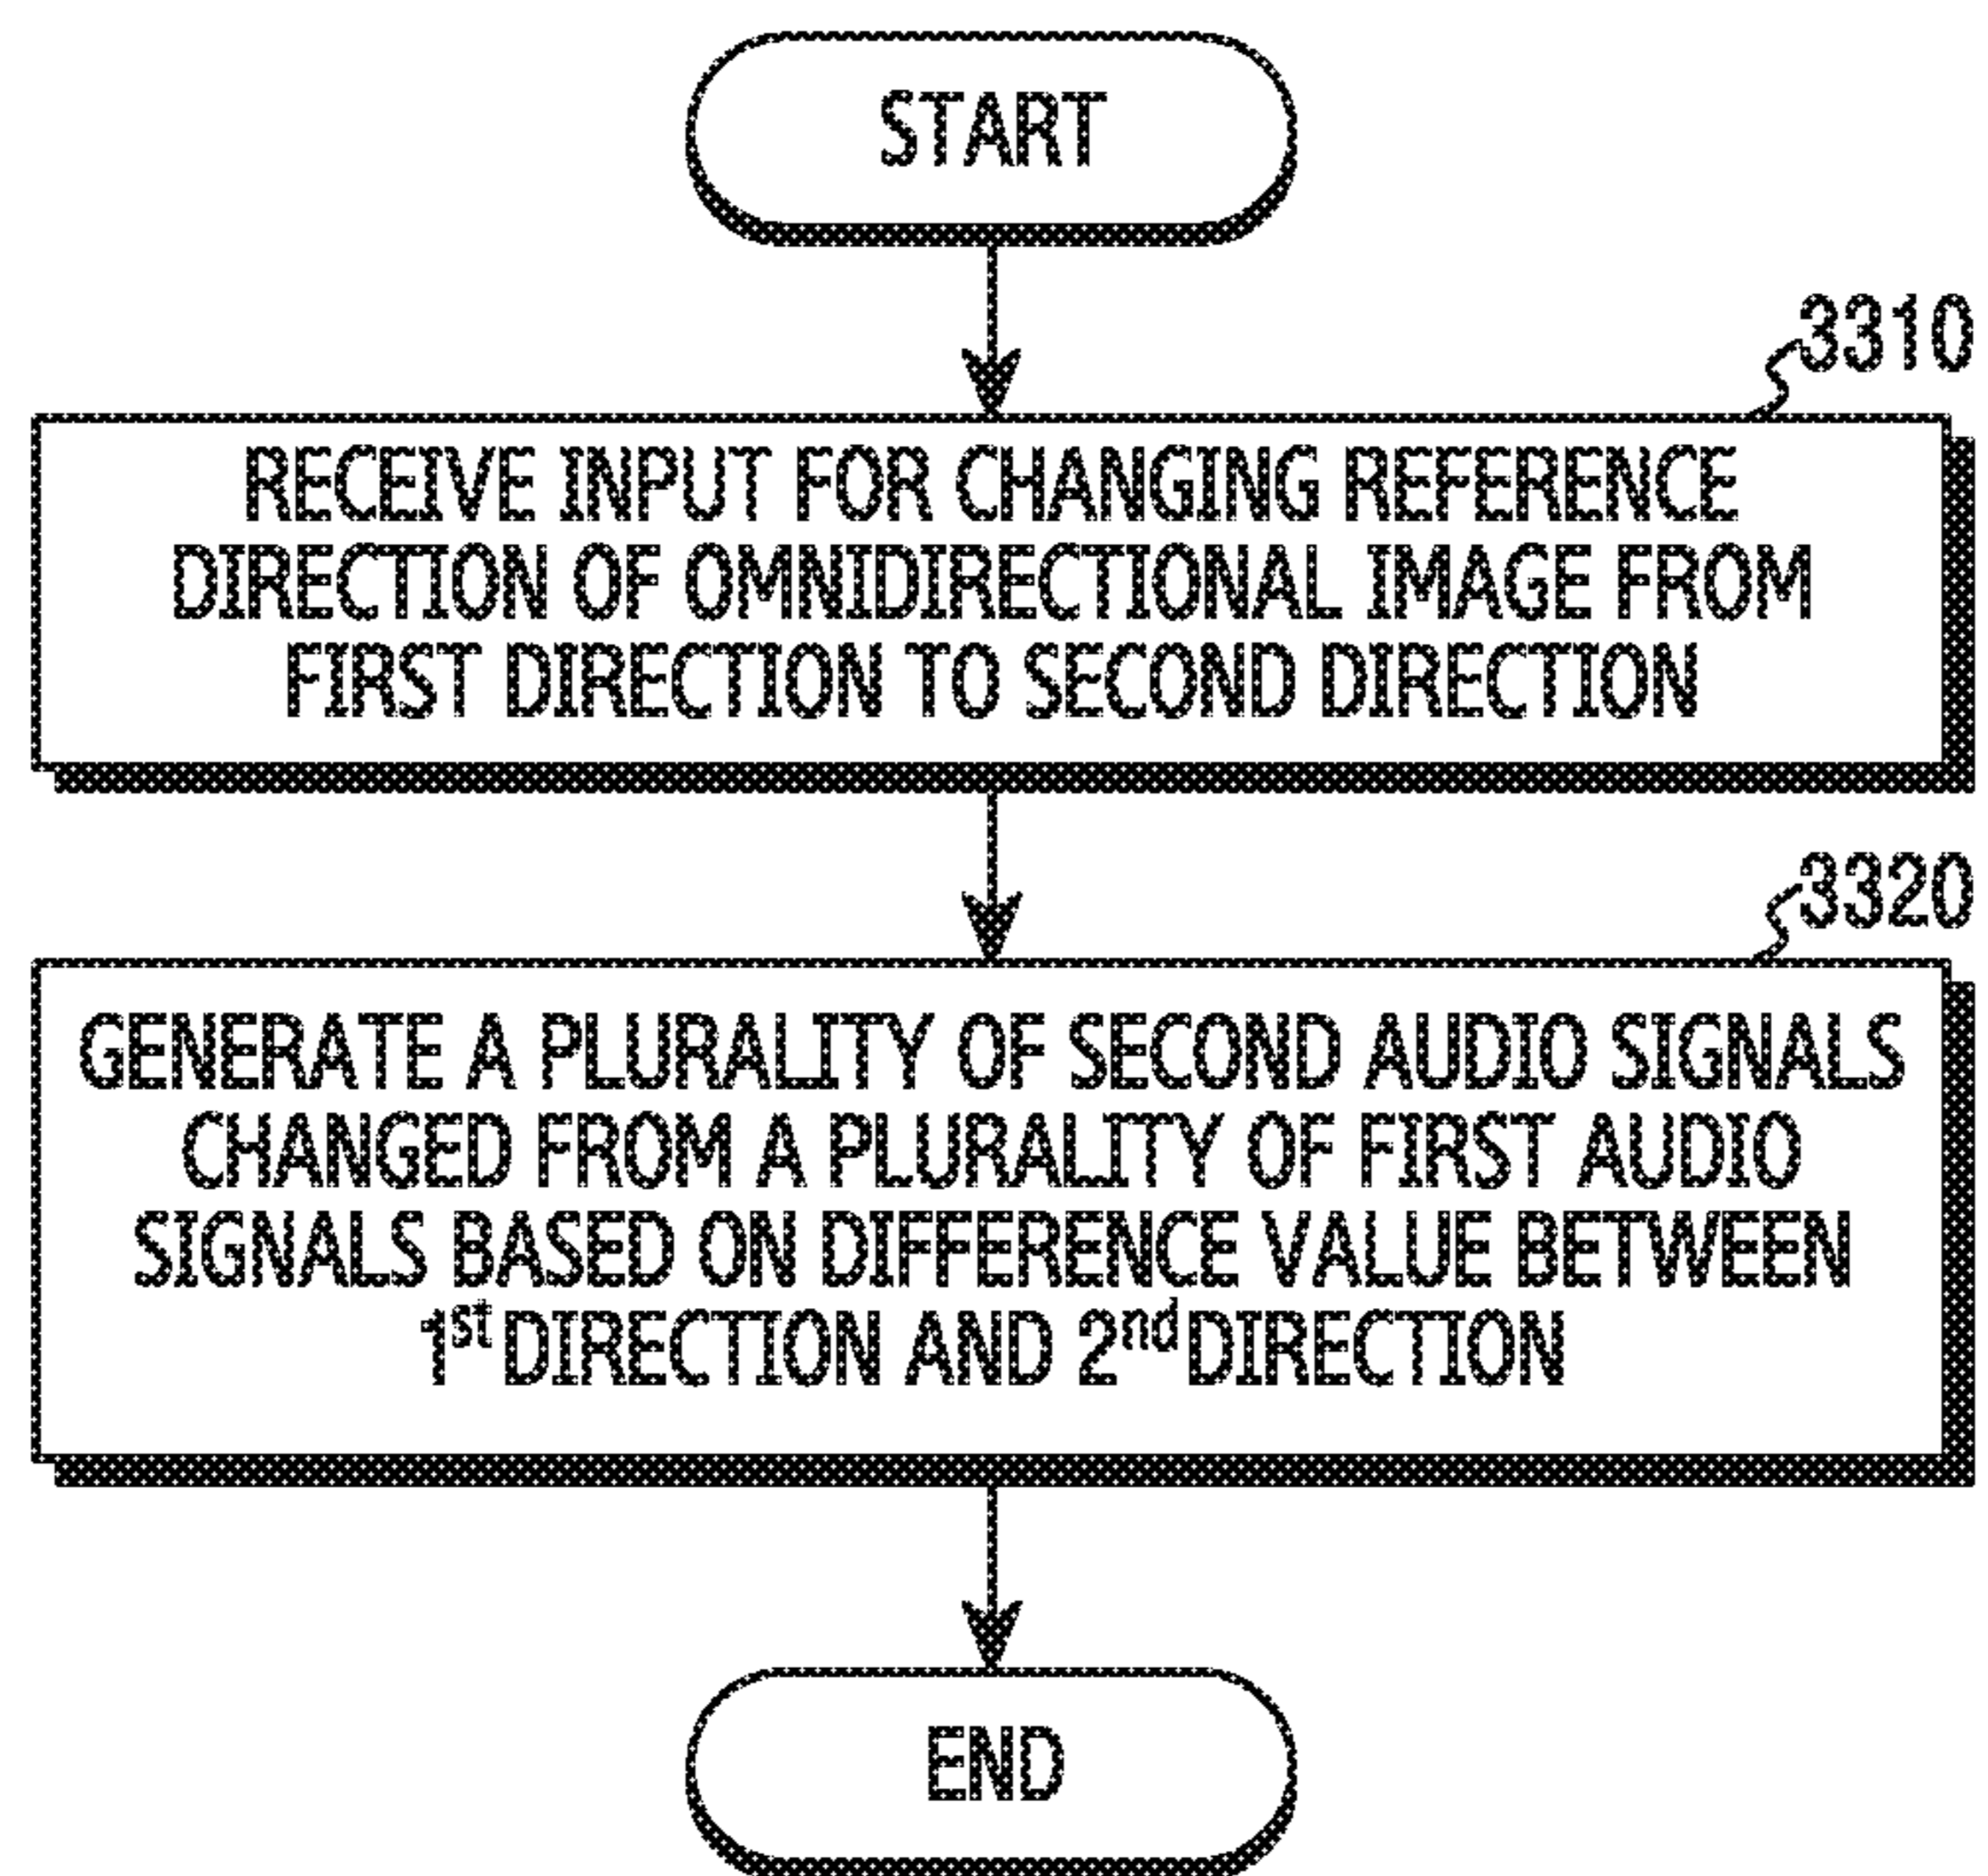 START
3310
RECEIVE INPUT FOR CHANGING REFERENCE
DIRECTION OF OMNIDIRECTIONAL IMAGE FROM
FIRST DIRECTION TO SECOND DIRECTION
3320
GENERATE A PLURALITY OF SECOND AUDIO SIGNALS
CHANGED FROM A PLURALITY OF FIRST AUDIO
SIGNALS BASED ON DIFFERENCE VALUE BETWEEN
1st DIRECTION AND 2nd DIRECTION
END